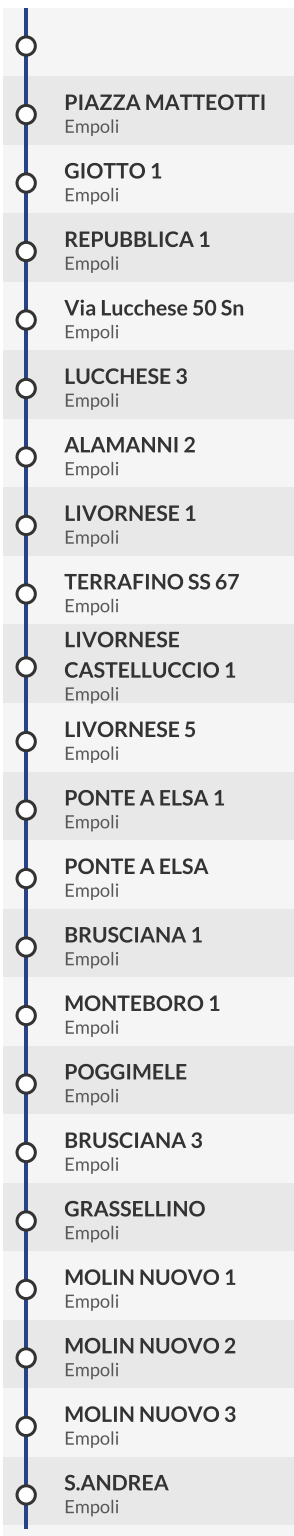 PIAZZA MATTEOTTI
Empoli
GIOTTO 1
Empoli
REPUBBLICA 1
Empoli
Via Lucchese 50 Sn
Empoli
LUCCHESE 3
Empoli
ALAMANNI 2
Empoli
LIVORNESE 1
Empoli
TERRAFINO SS 67
Empoli
LIVORNESE
CASTELLUCCIO 1
Empoli
LIVORNESE 5
Empoli
PONTE A ELSA 1
Empoli
PONTE A ELSA
Empoli
BRUSCIANA 1
Empoli
MONTEBORO 1
Empoli
POGGIMELE
Empoli
BRUSCIANA 3
Empoli
GRASSELLINO
Empoli
MOLIN NUOVO 1
Empoli
MOLIN NUOVO 2
Empoli
MOLIN NUOVO 3
Empoli
S.ANDREA
Empoli